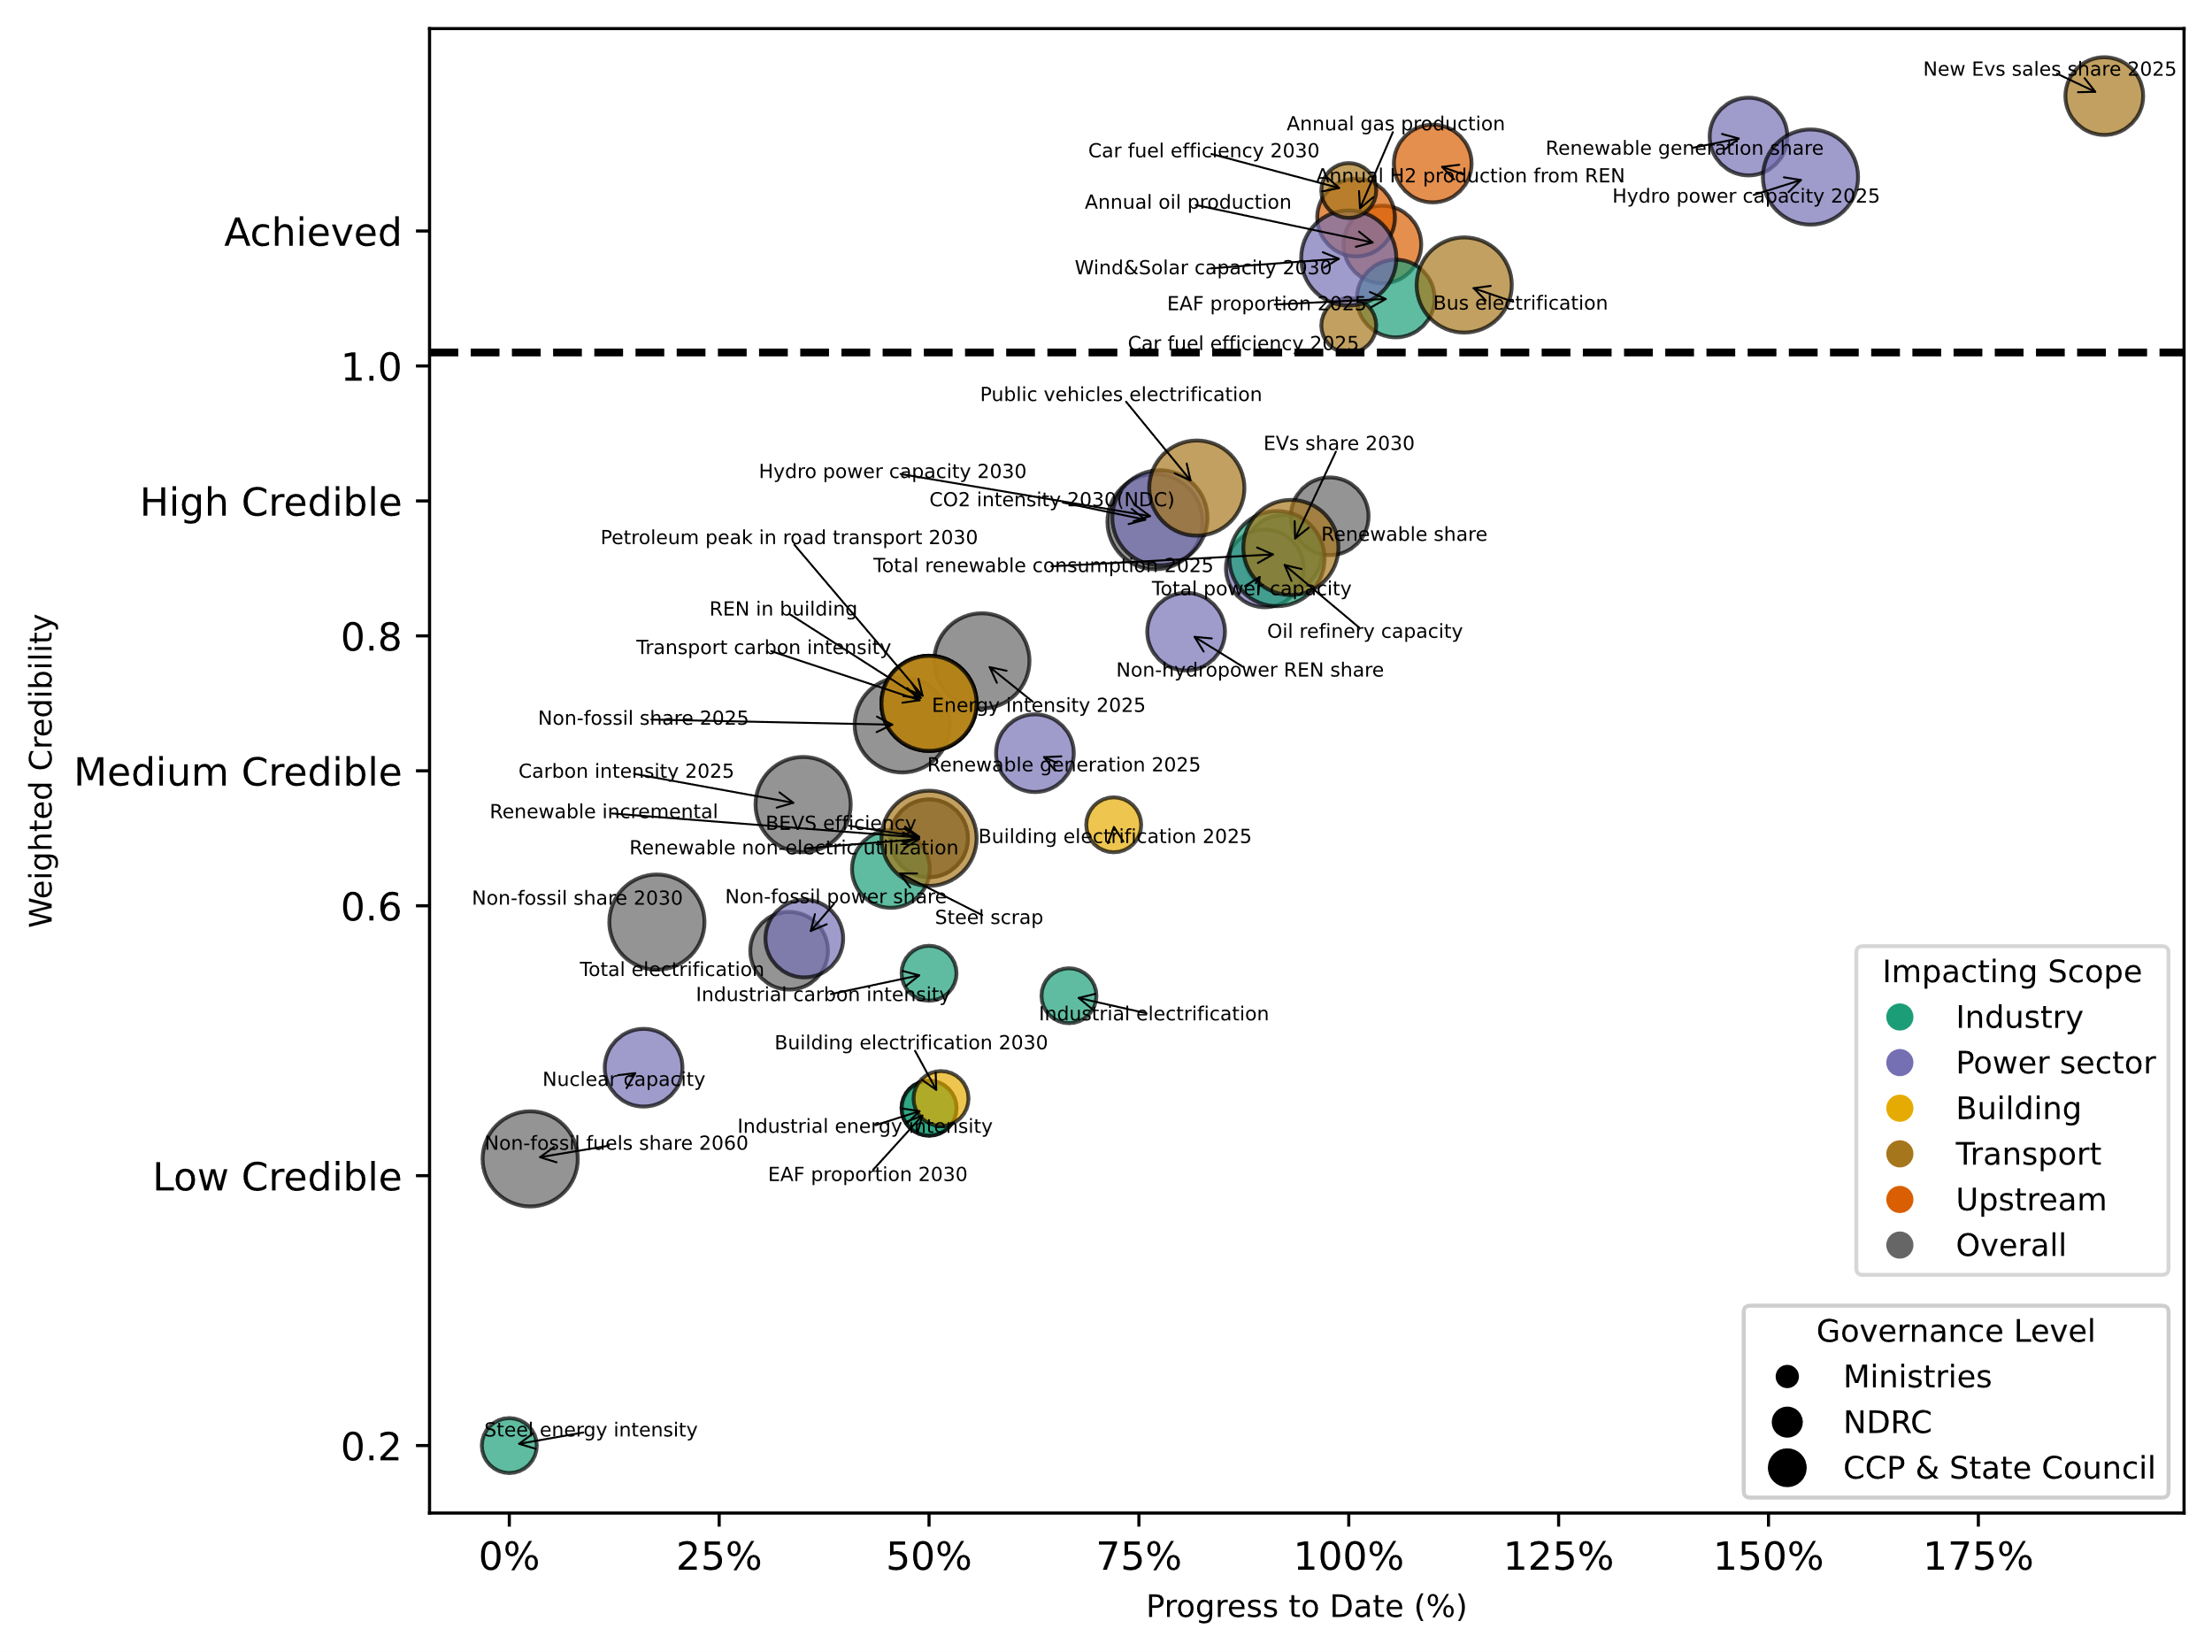 New Evs sales share 2025
Annual gas production
Car fuel efficiency 2030
Renewable generation share
Annual H2 production from REN
Hydro power capacity 2025
Annual oil production
Achieved
Wind&Solar capacity 2030
EAF proportion 2025
Bus electrification
Car fuel efficiency 2025
1.0
Public vehicles electrification
EVs share 2030
Hydro power capacity 2030
High Credible
CO2 intensity 2030(NDC)
Petroleum peak in road transport 2030
Renewable share
Total renewable consumption 2025
Total power capacity
REN in building
Oil refinery capacity
0.8
Transport carbon intensity
Non-hydropower REN share
Energy intensity 2025
Non-fossil share 2025
Renewable generation 2025
Medium Credible
Carbon intensity 2025
Renewable incremental
BEVS efficiency
Building electrification 2025
Renewable non-electric utilization
Weighted Credibility
Non-fossil share 2030
Non-fossil power share
0.6
Steel scrap
Total electrification
Industrial carbon intensity
Industrial electrification
Building electrification 2030
Nuclear capacity
Industrial energy intensity
Non-fossil fuels share 2060
Low Credible
EAF proportion 2030
Impacting Scope
Industry
Power sector
Building
Transport
Upstream
Overall
Governance Level
Ministries
NDRC
CCP & State Council
Steel energy intensity
0.2
0% 25% 50% 75% 100% 125% 150% 175%
Progress to Date (%)